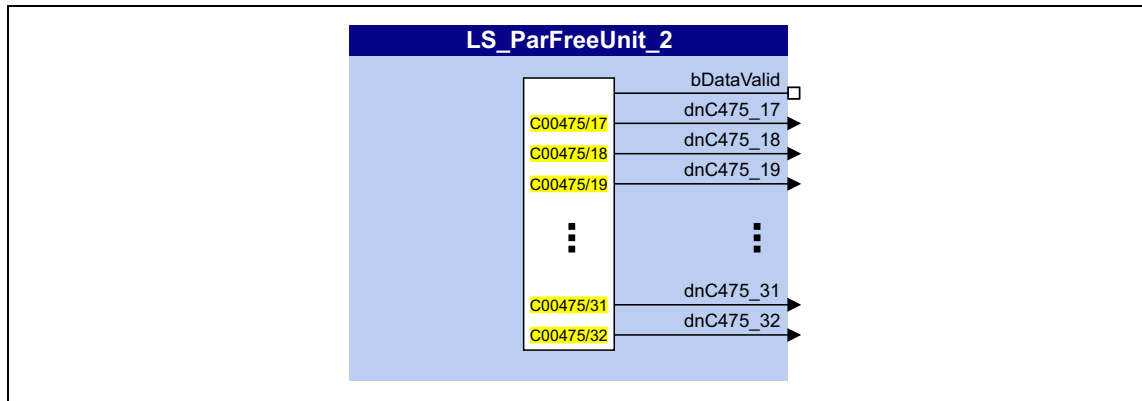 LS_ParFreeUnit_2
bDataValid
C00475/17 dnC475_17
C00475/18 dnC475_18
C00475/19 dnC475_19
C00475/31 dnC475_31
C00475/32 dnC475_32